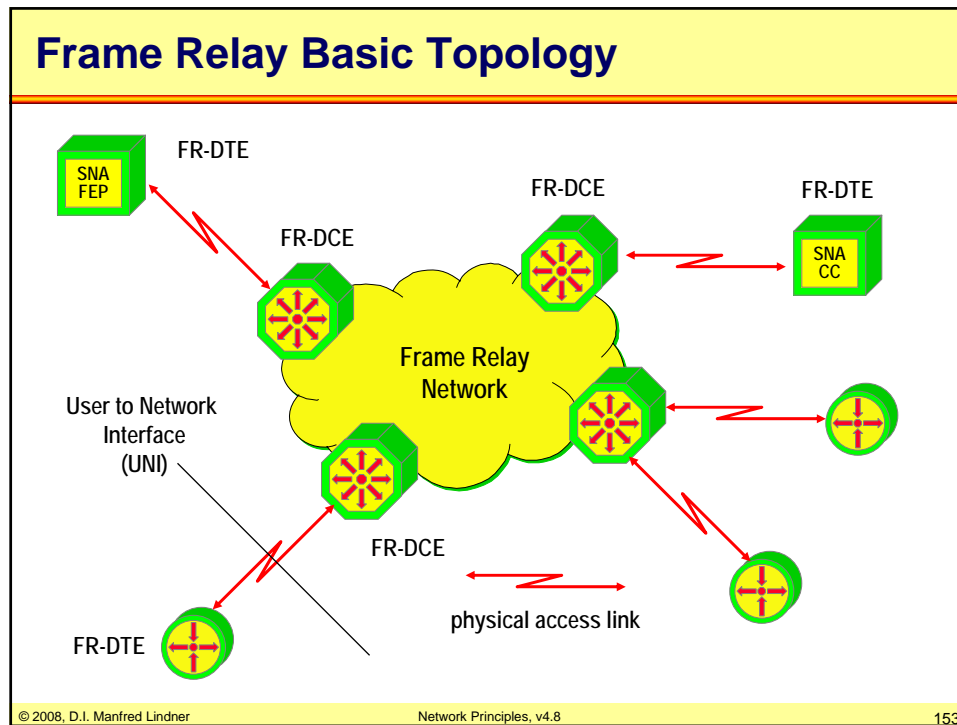 Frame Relay Basic Topology
SNA
FEP
FR-DTE
FR-DCE
FR-DCE
FR-DTE
SNA
CC
Frame Relay
Network
User to Network
Interface
(UNI)
FR-DCE
physical access link
FR-DTE
© 2008, D.I. Manfred Lindner
Network Principles, v4.8
153